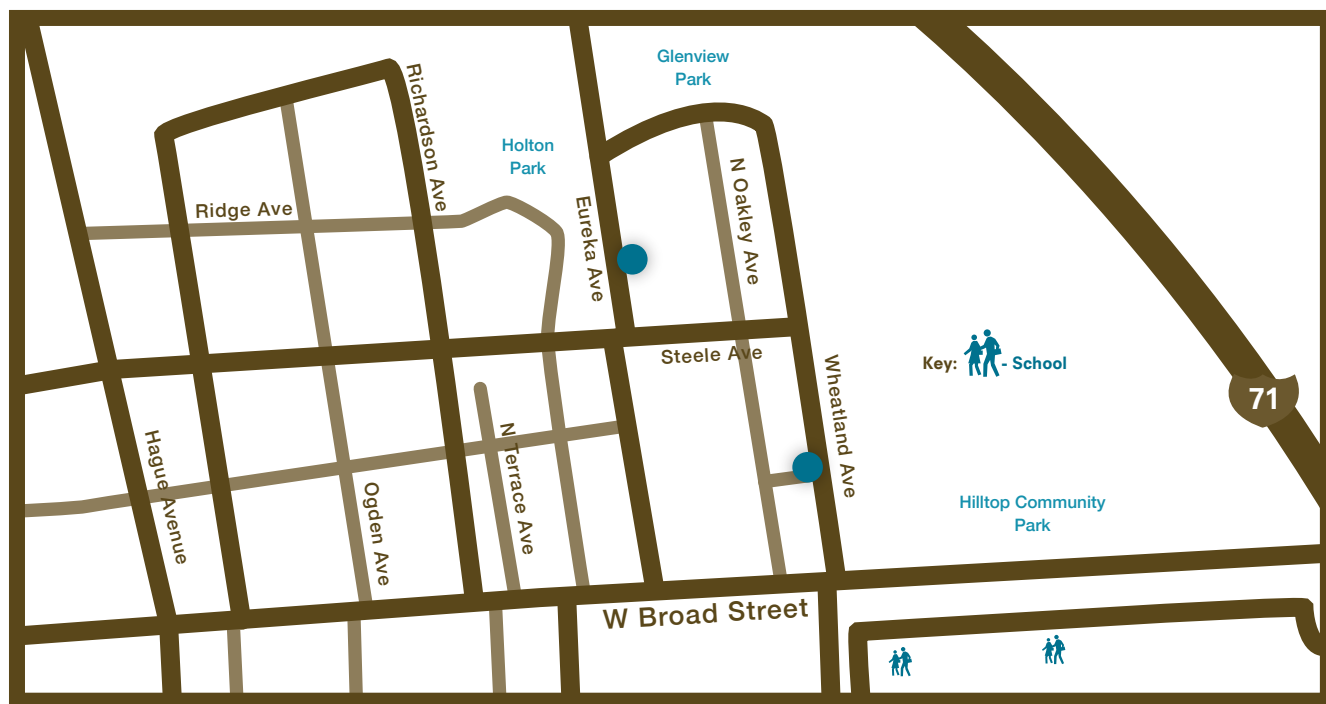 Glenview
Park
Richardson Ave
Holton
Park
N Oakley Ave
Ridge Ave
Eureka Ave
Steele Ave
Key:
- School
Wheatland Ave
71
Hague Avenue
N Terrace Ave
Ogden Ave
Hilltop Community
Park
W Broad Street